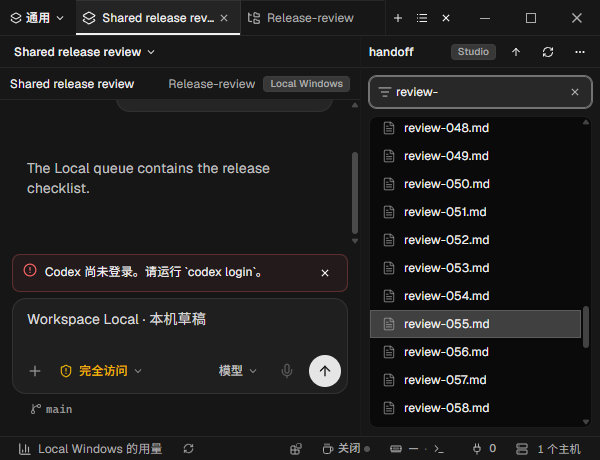 通用
Shared release rev...
Release-review
Shared release review
handoff
Studio
Shared release review
Release-review
Local Windows
review-
The Local queue contains the release
checklist.
Codex 尚未登录。请运行 `codex login`。
Workspace Local · 本机草稿
完全访问
模型
main
review-048.md
review-049.md
review-050.md
review-051.md
review-052.md
review-053.md
review-054.md
review-055.md
review-056.md
review-057.md
review-058.md
Local Windows 的用量
关闭
— ·
0
1 个主机